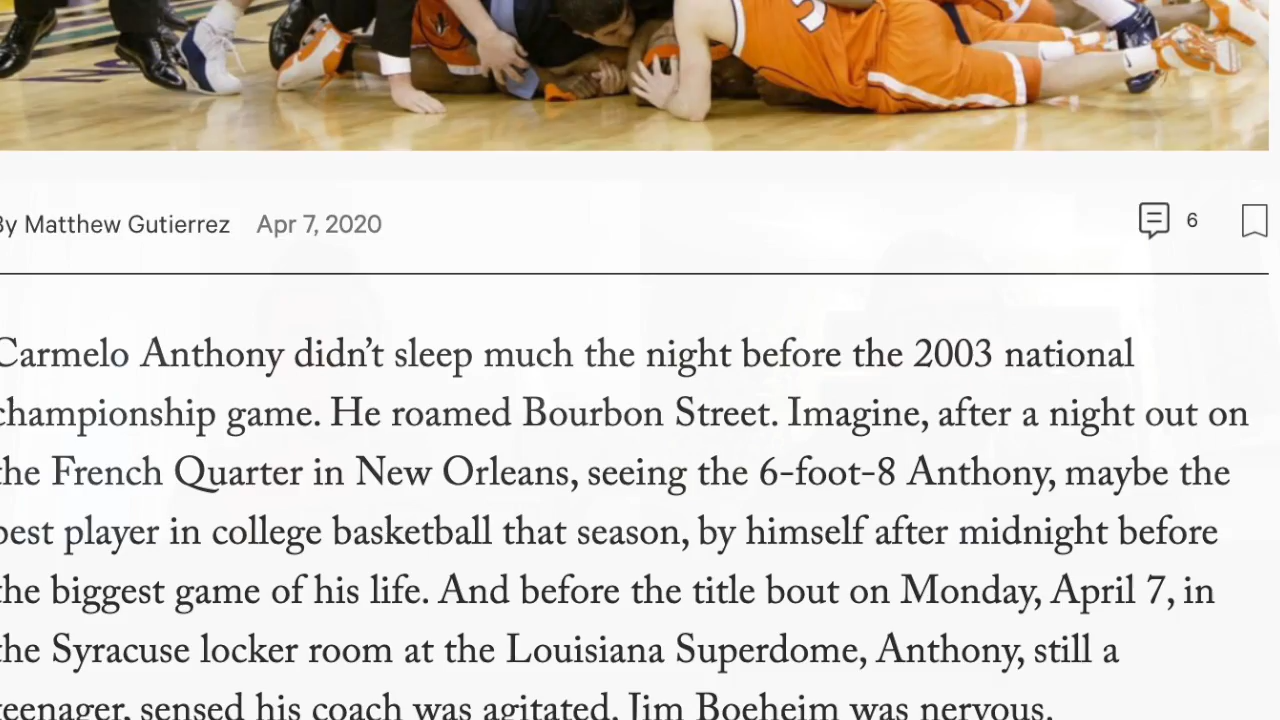 By Matthew Gutierrez Apr 7, 2020 6
Carmelo Anthony didn’t sleep much the night before the 2003 national
championship game. He roamed Bourbon Street. Imagine, after a night out on
the French Quarter in New Orleans, seeing the 6-foot-8 Anthony, maybe the
best player in college basketball that season, by himself after midnight before
the biggest game of his life. And before the title bout on Monday, April 7, in
the Syracuse locker room at the Louisiana Superdome, Anthony, still a
teenager, sensed his coach was agitated. Jim Boeheim was nervous.